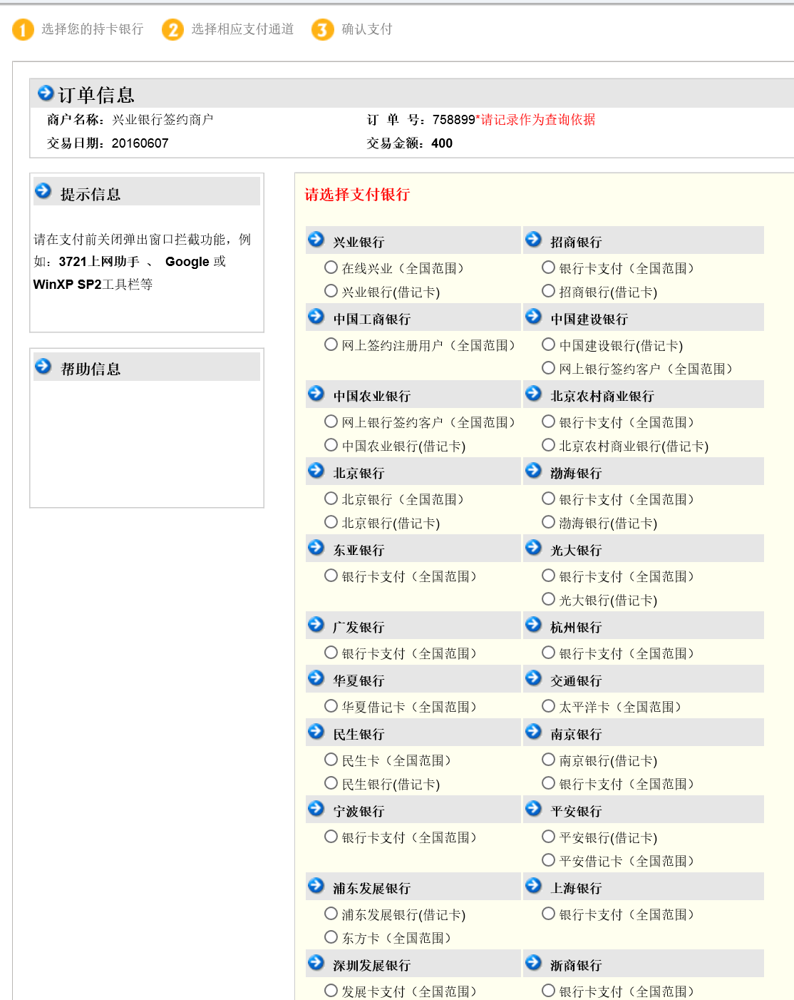 1 选择您的持卡银行 2 选择相应支付通道 3 确认支付
订单信息
商户名称：兴业银行签约商户 订 单 号：758899*请记录作为查询依据
交易日期：20160607 交易金额：400
提示信息
请在支付前关闭弹出窗口拦截功能，例
如：3721上网助手 、 Google 或
WinXP SP2工具栏等
帮助信息
请选择支付银行
兴业银行 招商银行
在线兴业（全国范围） 银行卡支付（全国范围）
兴业银行(借记卡) 招商银行(借记卡)
中国工商银行 中国建设银行
网上签约注册用户（全国范围） 中国建设银行(借记卡)
网上银行签约客户（全国范围）
中国农业银行 北京农村商业银行
网上银行签约客户（全国范围） 银行卡支付（全国范围）
中国农业银行(借记卡) 北京农村商业银行(借记卡)
北京银行 渤海银行
北京银行（全国范围） 银行卡支付（全国范围）
北京银行(借记卡) 渤海银行(借记卡)
东亚银行 光大银行
银行卡支付（全国范围） 银行卡支付（全国范围）
光大银行(借记卡)
广发银行 杭州银行
银行卡支付（全国范围） 银行卡支付（全国范围）
华夏银行 交通银行
华夏借记卡（全国范围） 太平洋卡（全国范围）
民生银行 南京银行
民生卡（全国范围） 南京银行(借记卡)
民生银行(借记卡) 银行卡支付（全国范围）
宁波银行 平安银行
银行卡支付（全国范围） 平安银行(借记卡)
平安借记卡（全国范围）
浦东发展银行 上海银行
浦东发展银行(借记卡) 银行卡支付（全国范围）
东方卡（全国范围）
深圳发展银行 浙商银行
发展卡支付（全国范围） 银行卡支付（全国范围）